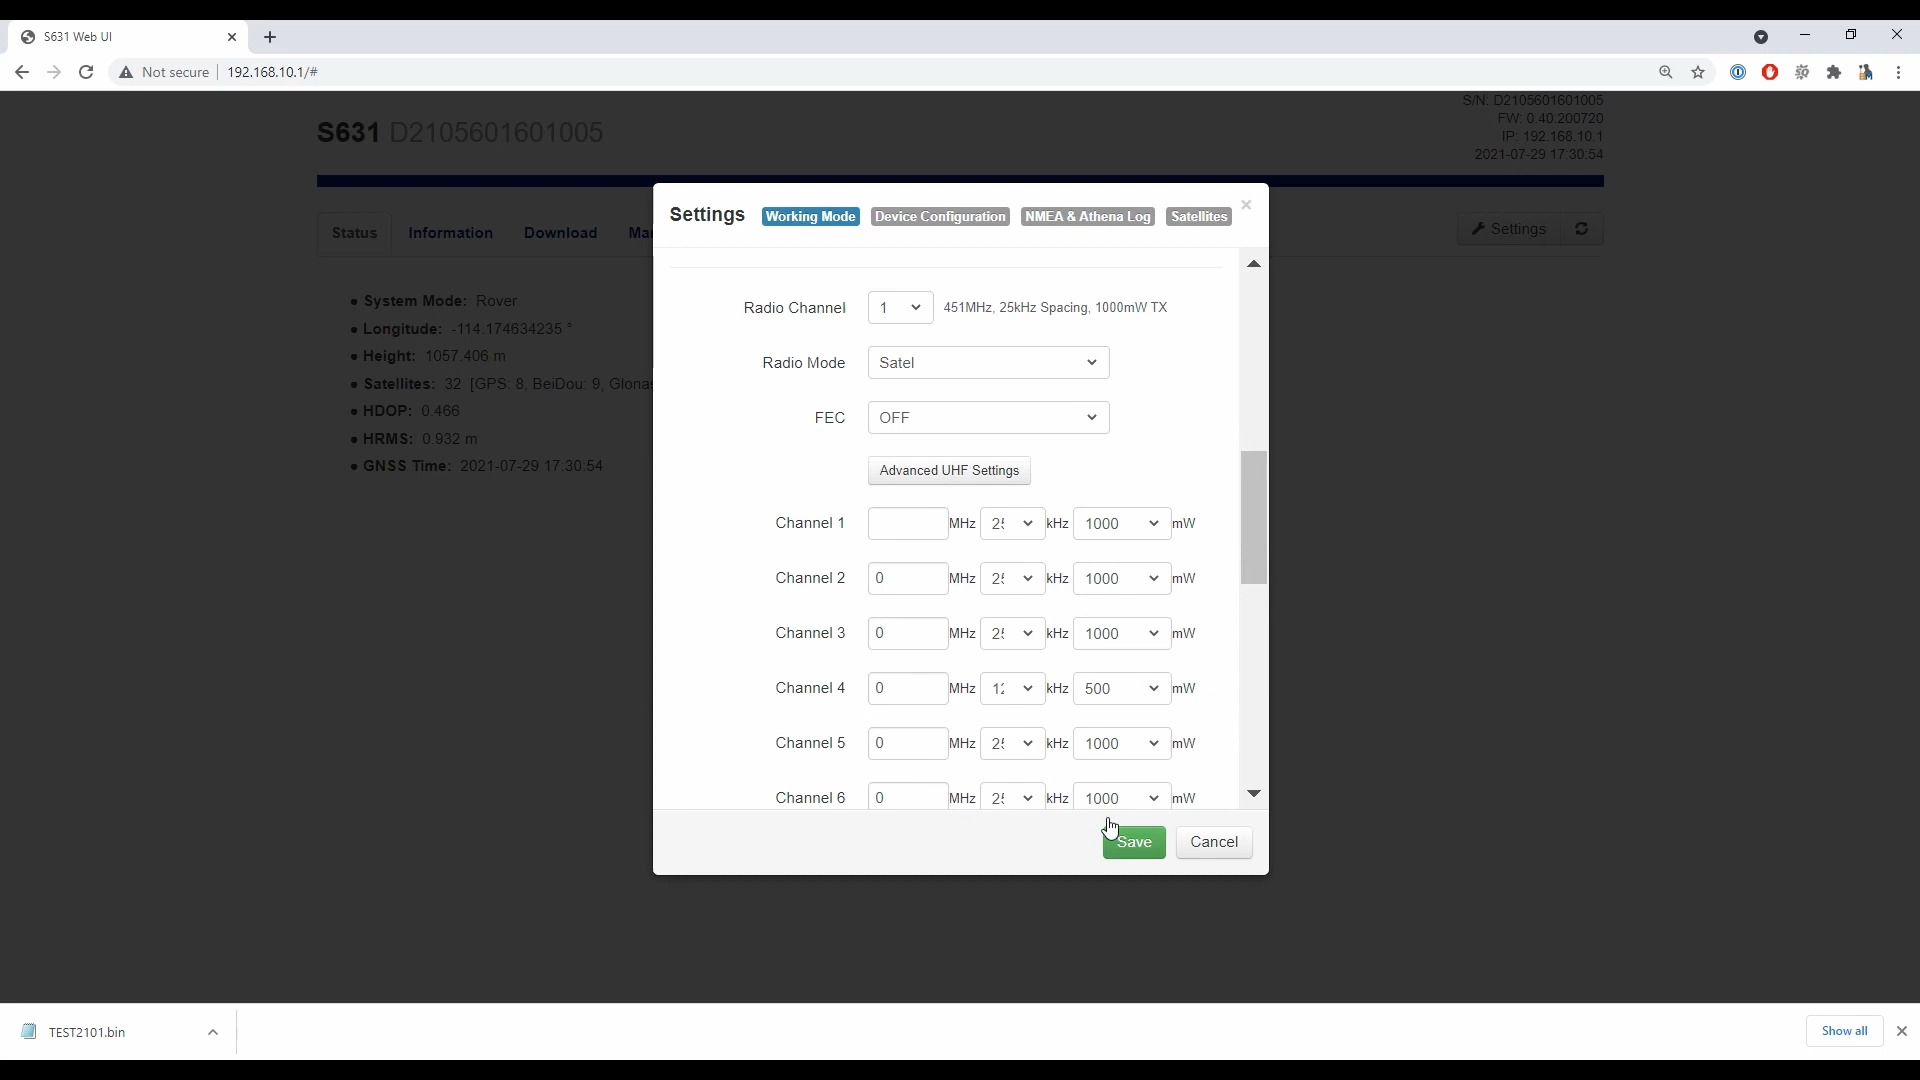 S631 Web UI
Not secure
192.168.10.1/#
S/N: D2105601601005
FW: 0.40.200720
IP: 192.168.10.1
2021-07-29 17:30:54
S631 D2105601601005
Status
Information
Download
Settings
System Mode: Rover
Longitude: -114.174634235 °
Height: 1057.406 m
Satellites: 32 [GPS: 8, BeiDou: 9,
HDOP: 0.466
HRMS: 0.932 m
GNSS Time: 2021-07-29 17:30:54
Settings
Working Mode
Device Configuration
NMEA & Athena Log
Satellites
Radio Channel 1 451MHz, 25kHz Spacing, 1000mW TX
Radio Mode Satel
FEC OFF
Advanced UHF Settings
Channel 1 MHz kHz 1000 mW
Channel 2 0 MHz kHz 1000 mW
Channel 3 0 MHz kHz 1000 mW
Channel 4 0 MHz kHz 500 mW
Channel 5 0 MHz kHz 1000 mW
Channel 6 0 MHz kHz 1000 mW
Save
Cancel
TEST2101.bin
Show all